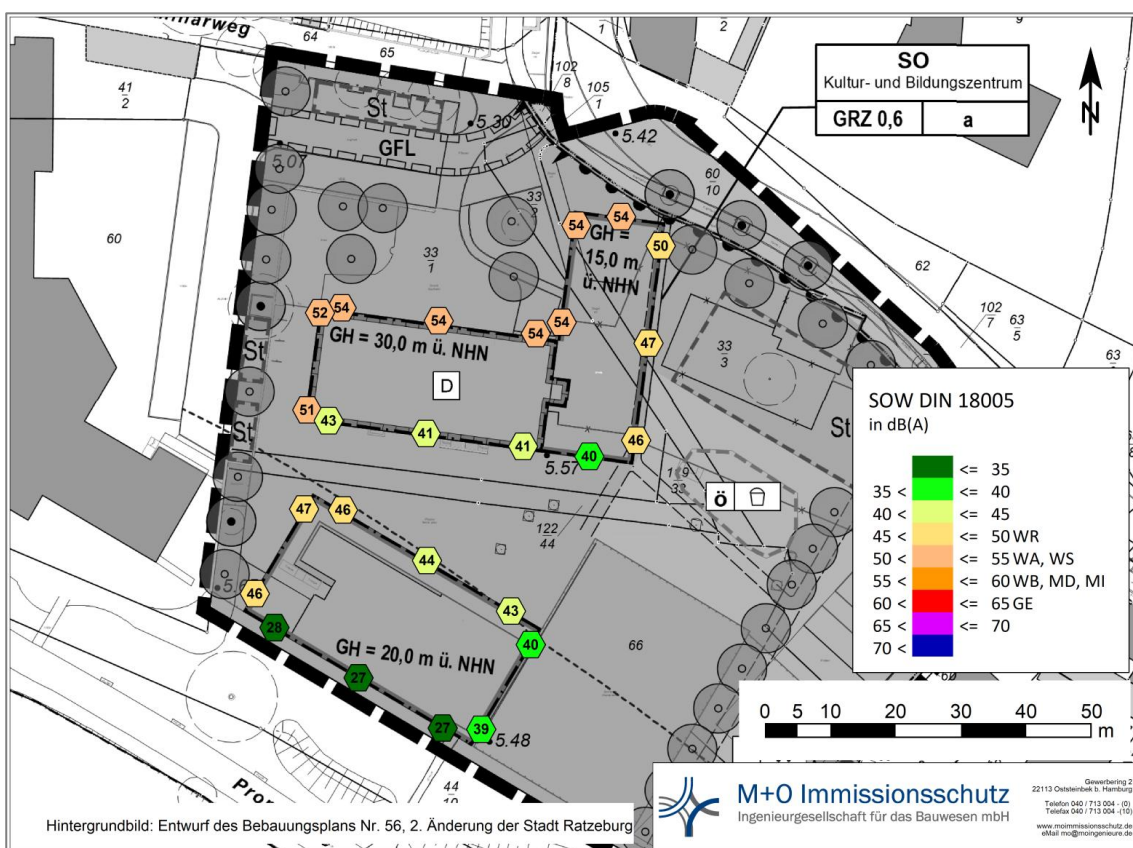 SO
Kultur- und Bildungszentrum
GRZ 0,6 a
N
64
65
41
2
102
8
105
1
1
2
9
St
5.30
5.42
GFL
60
10
33
60
33
1
62
102
7
63
5
63
54
54
GH =
15,0 m
ü. NHN
50
52
54
54
54
54
GH = 30,0 m ü. NHN
47
33
3
D
St
51
43
41
41
40
46
St
5.57
St
ö
47
46
122
44
44
46
43
28
40
66
GH = 20,0 m ü. NHN
27
27
39
5.48
44
SOW DIN 18005
in dB(A)
<= 35
35 < <= 40
40 < <= 45
45 < <= 50 WR
50 < <= 55 WA, WS
55 < <= 60 WB, MD, MI
60 < <= 65 GE
65 < <= 70
70 <
0 5 10 20 30 40 50
m
M+O Immissionsschutz
Ingenieurgesellschaft für das Bauwesen mbH
Gewerbering 2
22113 Oststeinbek b. Hamburg
Telefon 040 / 713 004 - (0)
Telefax 040 / 713 004 -(10)
www.moimmissionsschutz.de
eMail mo@moingenieure.de
Hintergrundbild: Entwurf des Bebauungsplans Nr. 56, 2. Änderung der Stadt Ratzeburg